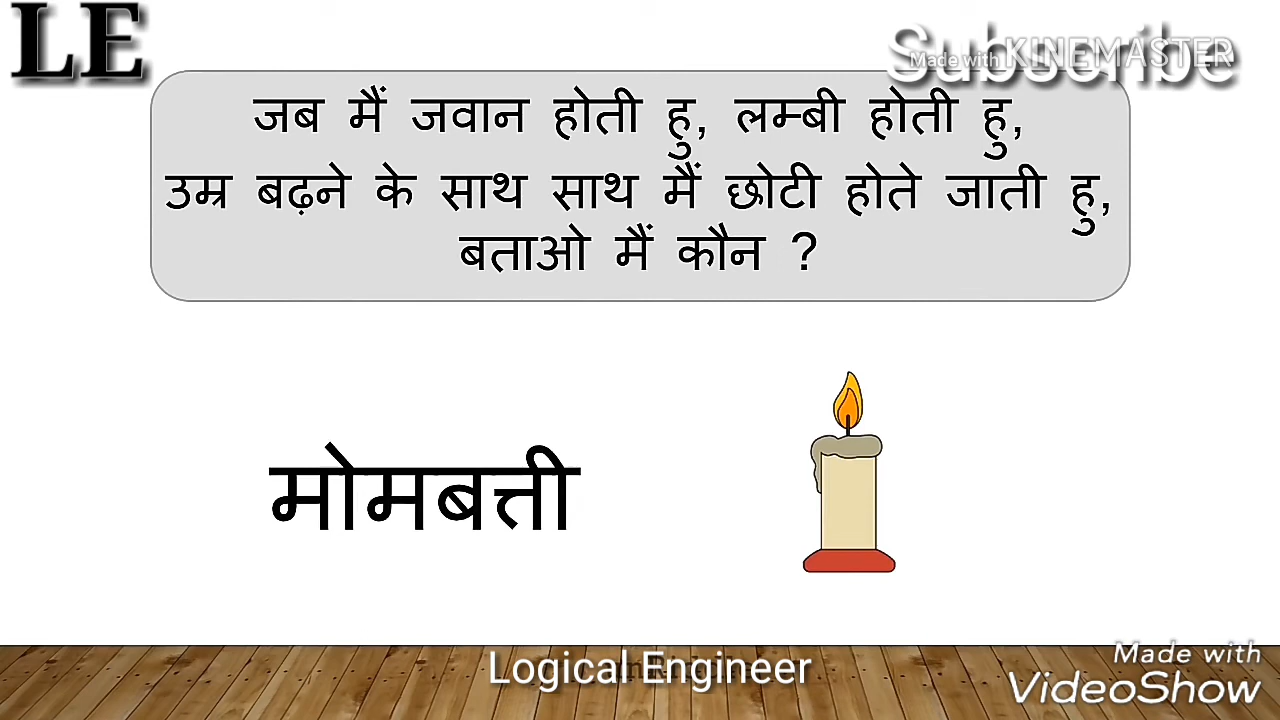 LE
Subscribe
Made with KINEMASTER
जब मैं जवान होती हु, लम्बी होती हु,
उम्र बढ़ने के साथ साथ मैं छोटी होते जाती हु,
बताओ मैं कौन ?
मोमबत्ती
Logical Engineer
Made with
VideoShow